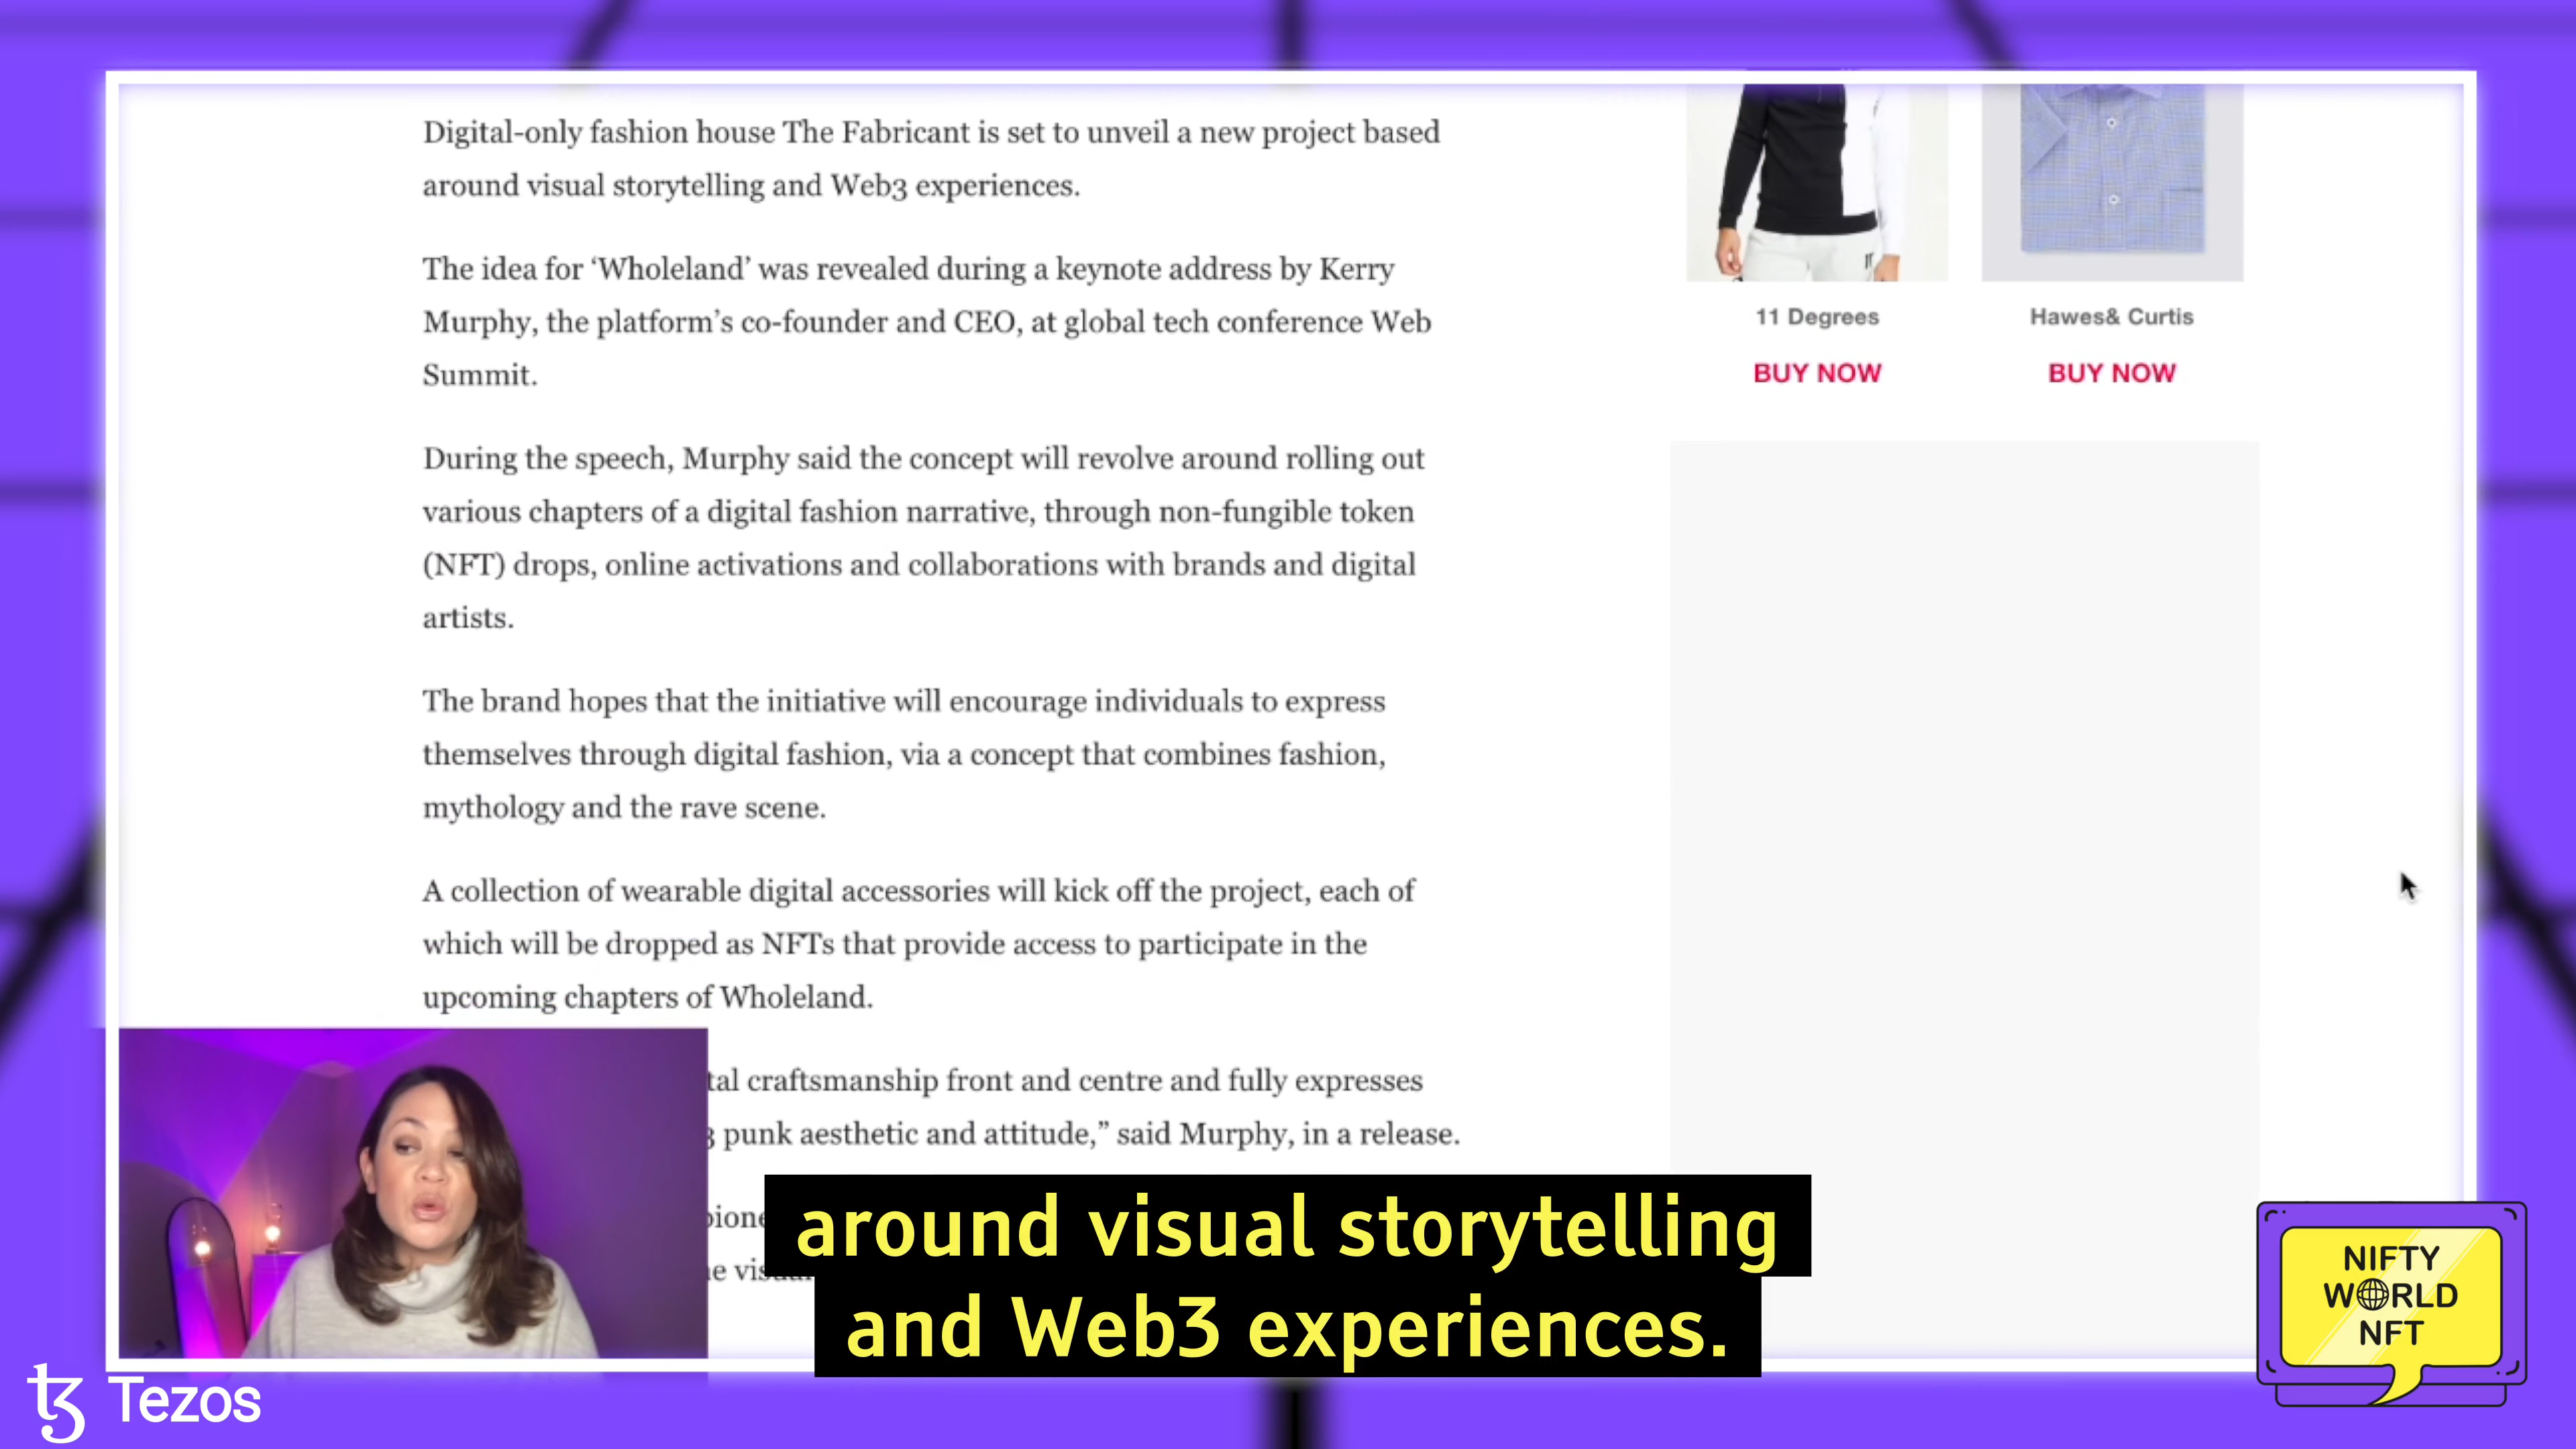 Digital-only fashion house The Fabricant is set to unveil a new project based
around visual storytelling and Web3 experiences.
The idea for ‘Wholeland’ was revealed during a keynote address by Kerry
Murphy, the platform’s co-founder and CEO, at global tech conference Web
Summit.
During the speech, Murphy said the concept will revolve around rolling out
various chapters of a digital fashion narrative, through non-fungible token
(NFT) drops, online activations and collaborations with brands and digital
artists.
The brand hopes that the initiative will encourage individuals to express
themselves through digital fashion, via a concept that combines fashion,
mythology and the rave scene.
A collection of wearable digital accessories will kick off the project, each of
which will be dropped as NFTs that provide access to participate in the
upcoming chapters of Wholeland.
craftsmanship front and centre and fully expresses
punk aesthetic and attitude,” said Murphy, in a release.
11 Degrees
BUY NOW
Hawes& Curtis
BUY NOW
around visual storytelling
and Web3 experiences.
Tezos
NIFTY
WORLD
NFT